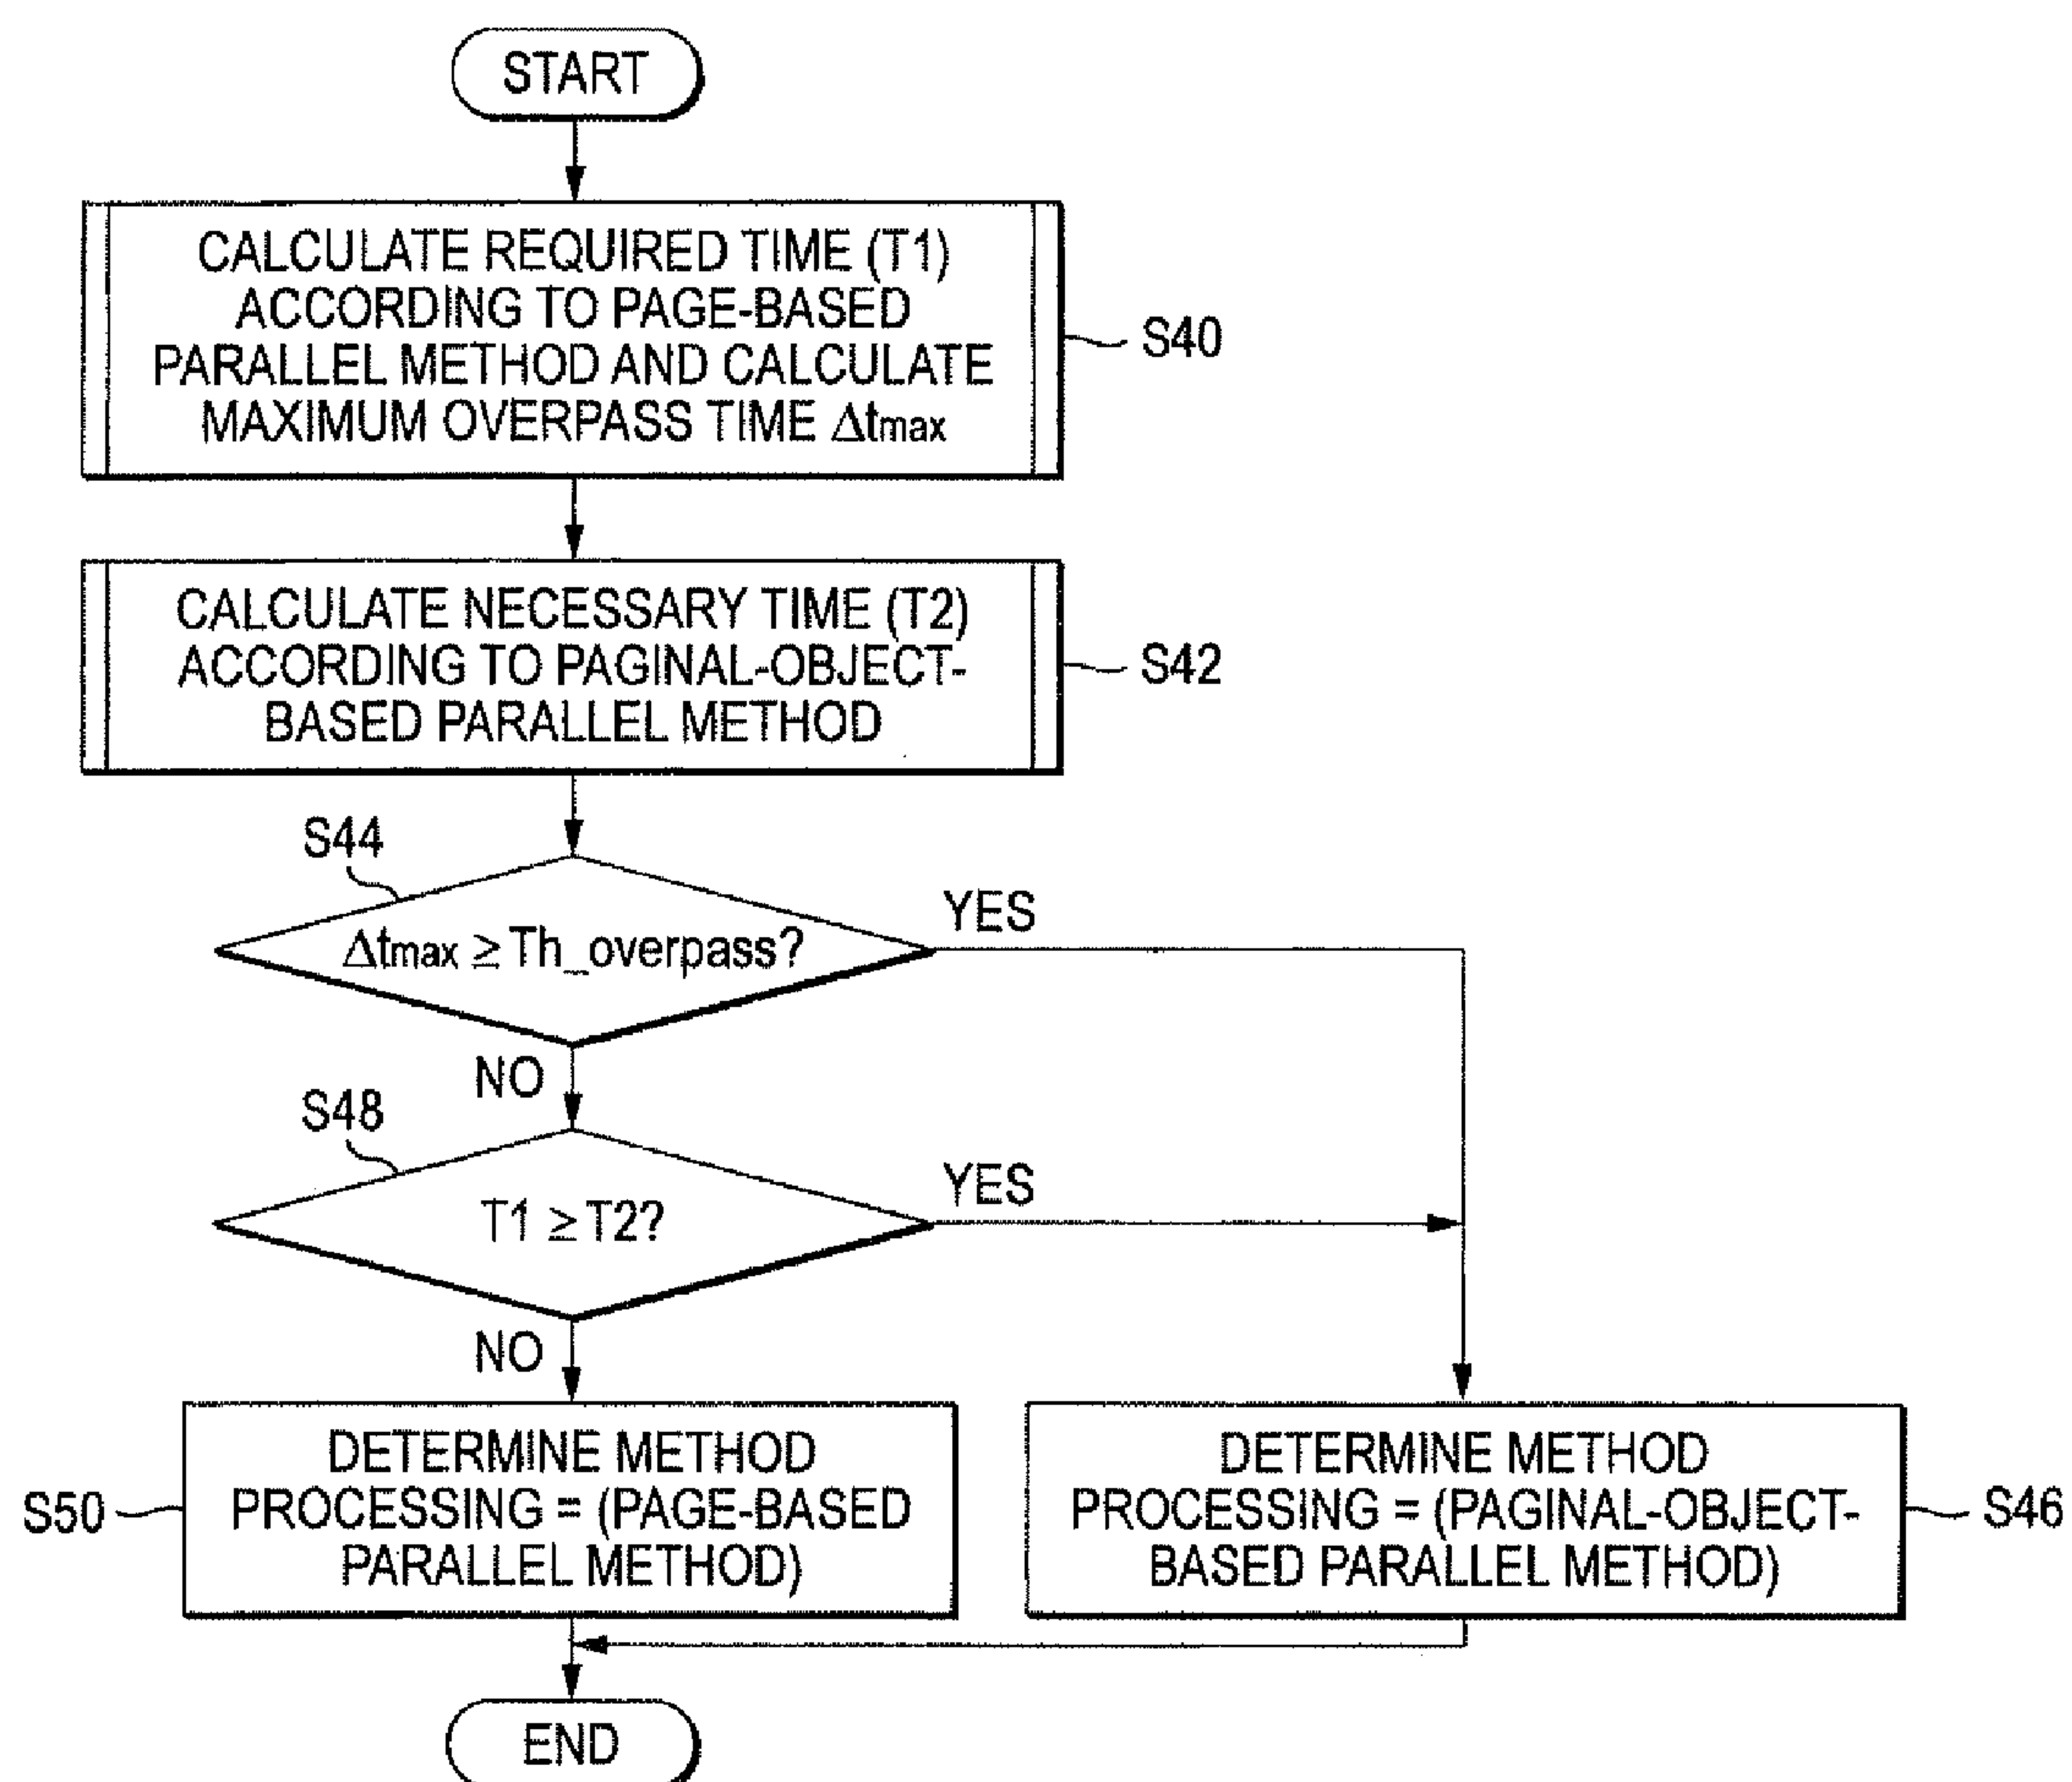 START
CALCULATE REQUIRED TIME (T1)
ACCORDING TO PAGE-BASED
PARALLEL METHOD AND CALCULATE
MAXIMUM OVERPASS TIME Δtmax
S40
CALCULATE NECESSARY TIME (T2)
ACCORDING TO PAGINAL-OBJECT-
BASED PARALLEL METHOD
S42
S44
Δtmax ≥ Th_overpass?
YES
NO
S48
T1 ≥ T2?
YES
NO
DETERMINE METHOD
PROCESSING = (PAGE-BASED
PARALLEL METHOD)
S50
DETERMINE METHOD
PROCESSING = (PAGINAL-OBJECT-
BASED PARALLEL METHOD)
S46
END